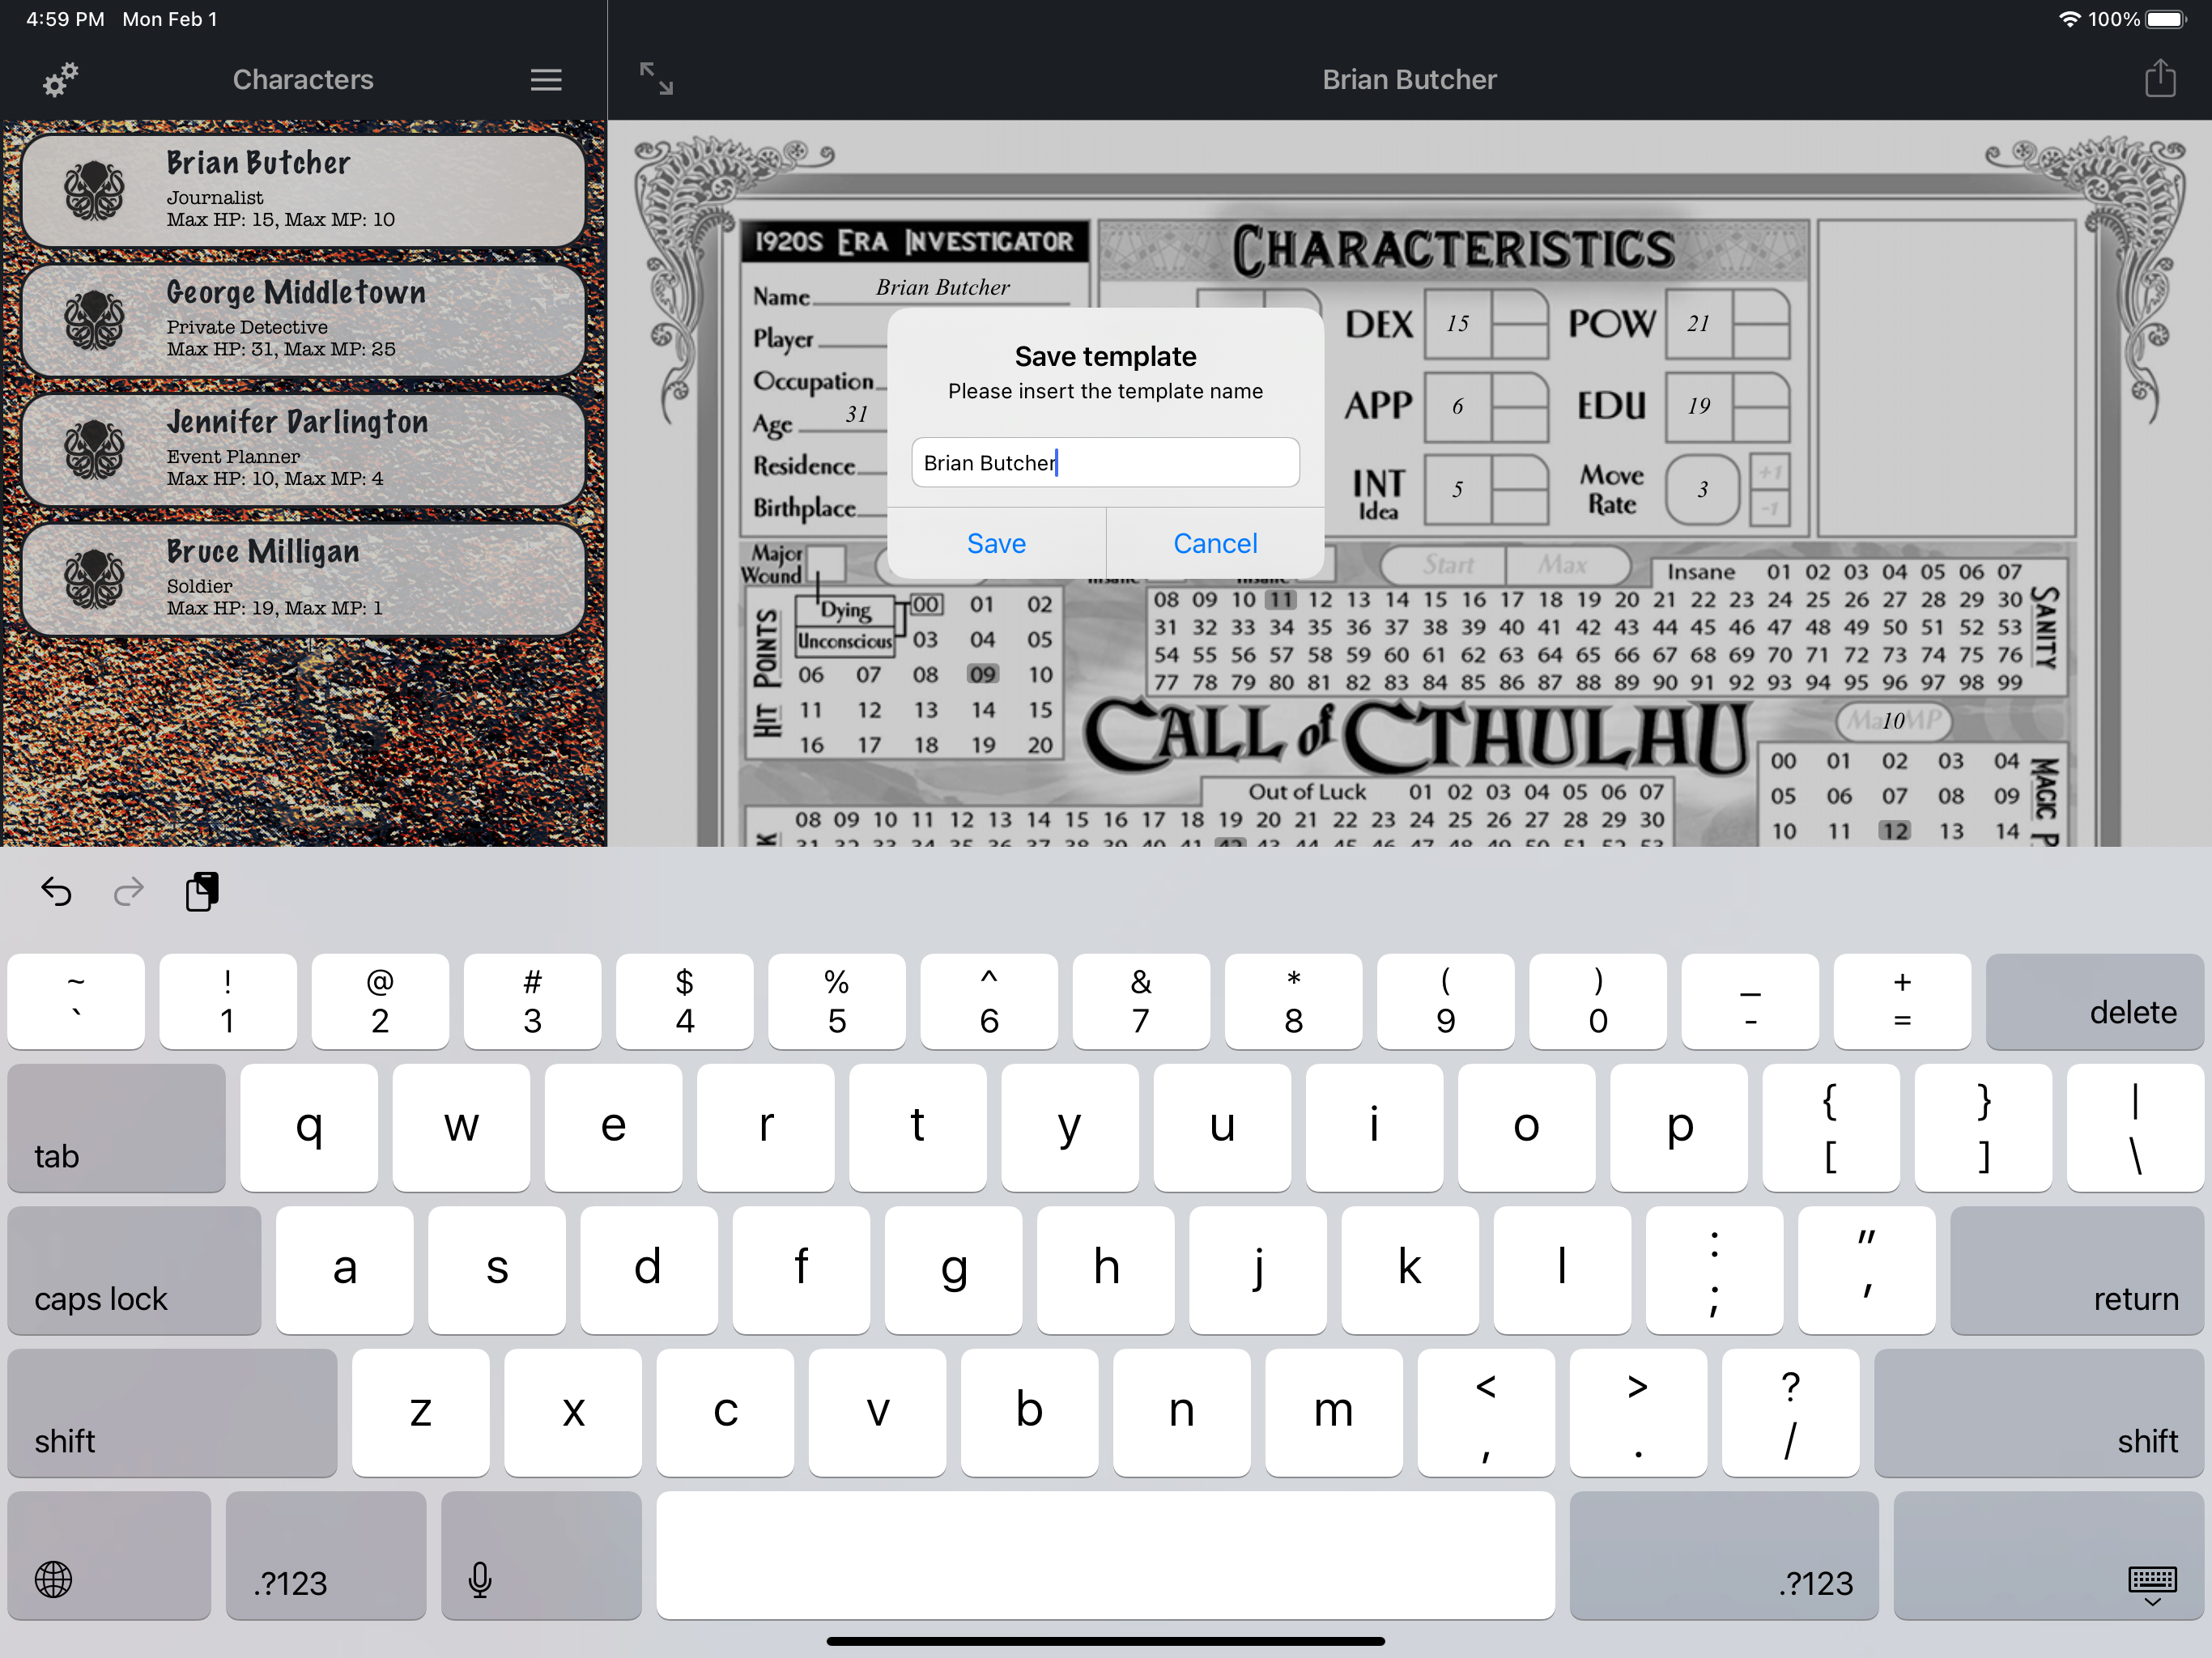 4:59 PM Mon Feb 1
100%
Characters
Brian Butcher
Brian Butcher
Journalist
Max HP: 15, Max MP: 10
George Middletown
Private Detective
Max HP: 31, Max MP: 25
Jennifer Darlington
Event Planner
Max HP: 10, Max MP: 4
Bruce Milligan
Soldier
Max HP: 19, Max MP: 1
1920s Era Investigator
Name Brian Butcher
Player
Occupation
Age 31
Residence
Birthplace
Characteristics
DEX 15 POW 21
APP 6 EDU 19
INT Idea 5 Move Rate 3 +1 -1
Save template
Please insert the template name
Brian Butcher
Save Cancel
Major Wound
Dying
Unconscious
Hit Points
00 01 02
03 04 05
06 07 08 09 10
11 12 13 14 15
16 17 18 19 20
Start Max
Insane 01 02 03 04 05 06 07
08 09 10 11 12 13 14 15 16 17 18 19 20 21 22 23 24 25 26 27 28 29 30
31 32 33 34 35 36 37 38 39 40 41 42 43 44 45 46 47 48 49 50 51 52 53
54 55 56 57 58 59 60 61 62 63 64 65 66 67 68 69 70 71 72 73 74 75 76
77 78 79 80 81 82 83 84 85 86 87 88 89 90 91 92 93 94 95 96 97 98 99
Sanity
Call of Cthulhu
10
00 01 02 03 04
05 06 07 08 09
10 11 12 13 14
Magic P
Out of Luck 01 02 03 04 05 06 07
08 09 10 11 12 13 14 15 16 17 18 19 20 21 22 23 24 25 26 27 28 29 30
~ ! @ # $ % ^ & * ( ) _ +
` 1 2 3 4 5 6 7 8 9 0 - = delete
tab q w e r t y u i o p { [ } ] | \
caps lock a s d f g h j k l : ; " ' return
shift z x c v b n m < , > . ? / shift
.?123 .?123